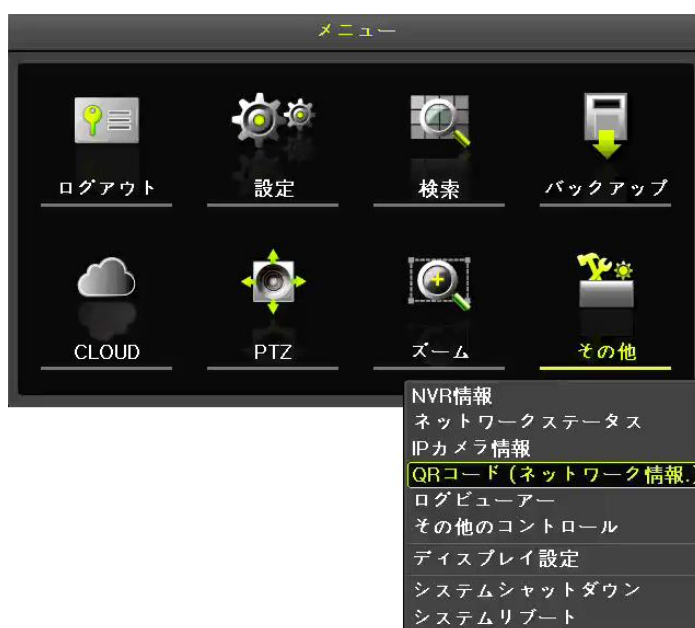 メニュー
ログアウト 設定 検索 バックアップ
CLOUD PTZ ズーム その他
NVR情報
ネットワークステータス
IPカメラ情報
QRコード (ネットワーク情報.)
ログビューアー
その他のコントロール
ディスプレイ設定
システムシャットダウン
システムリブート